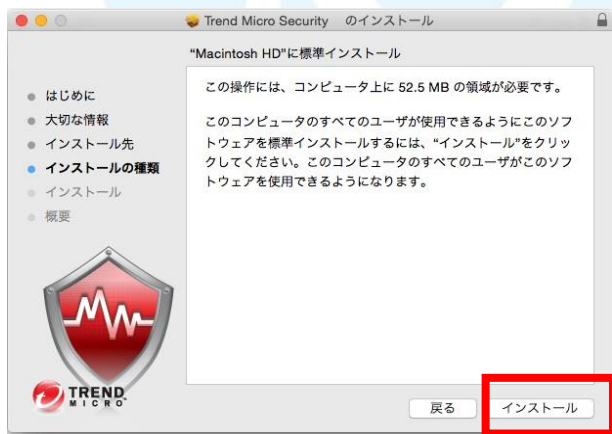 Trend Micro Security のインストール
"Macintosh HD"に標準インストール
はじめに
大切な情報
インストール先
インストールの種類
インストール
概要
この操作には、コンピュータ上に 52.5 MB の領域が必要です。
このコンピュータのすべてのユーザが使用できるようにこのソフ
トウェアを標準インストールするには、"インストール"をクリッ
クしてください。このコンピュータのすべてのユーザがこのソフ
トウェアを使用できるようになります。
TREND
MICRO
戻る
インストール